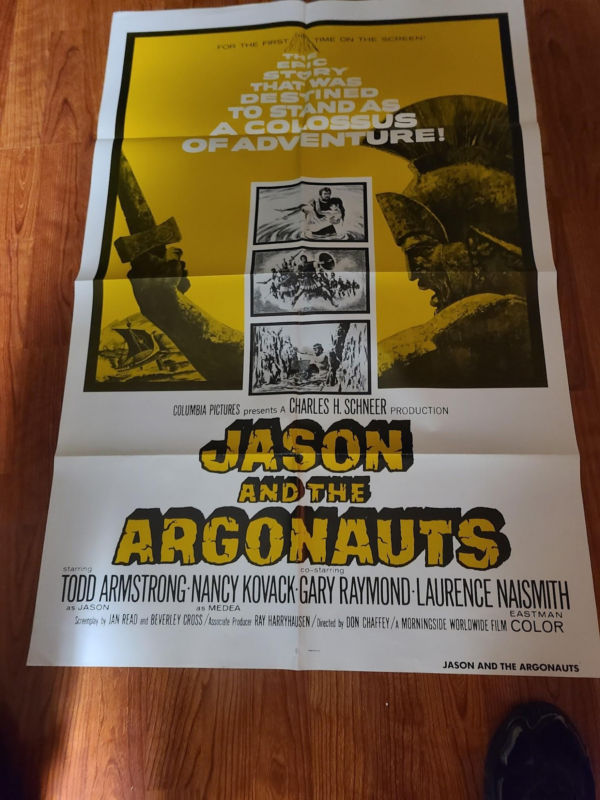 FOR THE FIRST TIME ON THE SCREEN!
THE
EPIC
STORY
THAT WAS
DESTINED
TO STAND AS
A COLOSSUS
OF ADVENTURE!
COLUMBIA PICTURES presents A CHARLES H. SCHNEER PRODUCTION
JASON
AND THE
ARGONAUTS
starring co-starring
TODD ARMSTRONG · NANCY KOVACK · GARY RAYMOND · LAURENCE NAISMITH
as JASON as MEDEA
EASTMAN
COLOR
Screenplay by JAN READ and BEVERLEY CROSS / Associate Producer RAY HARRYHAUSEN / Directed by DON CHAFFEY / A MORNINGSIDE WORLDWIDE FILM
JASON AND THE ARGONAUTS